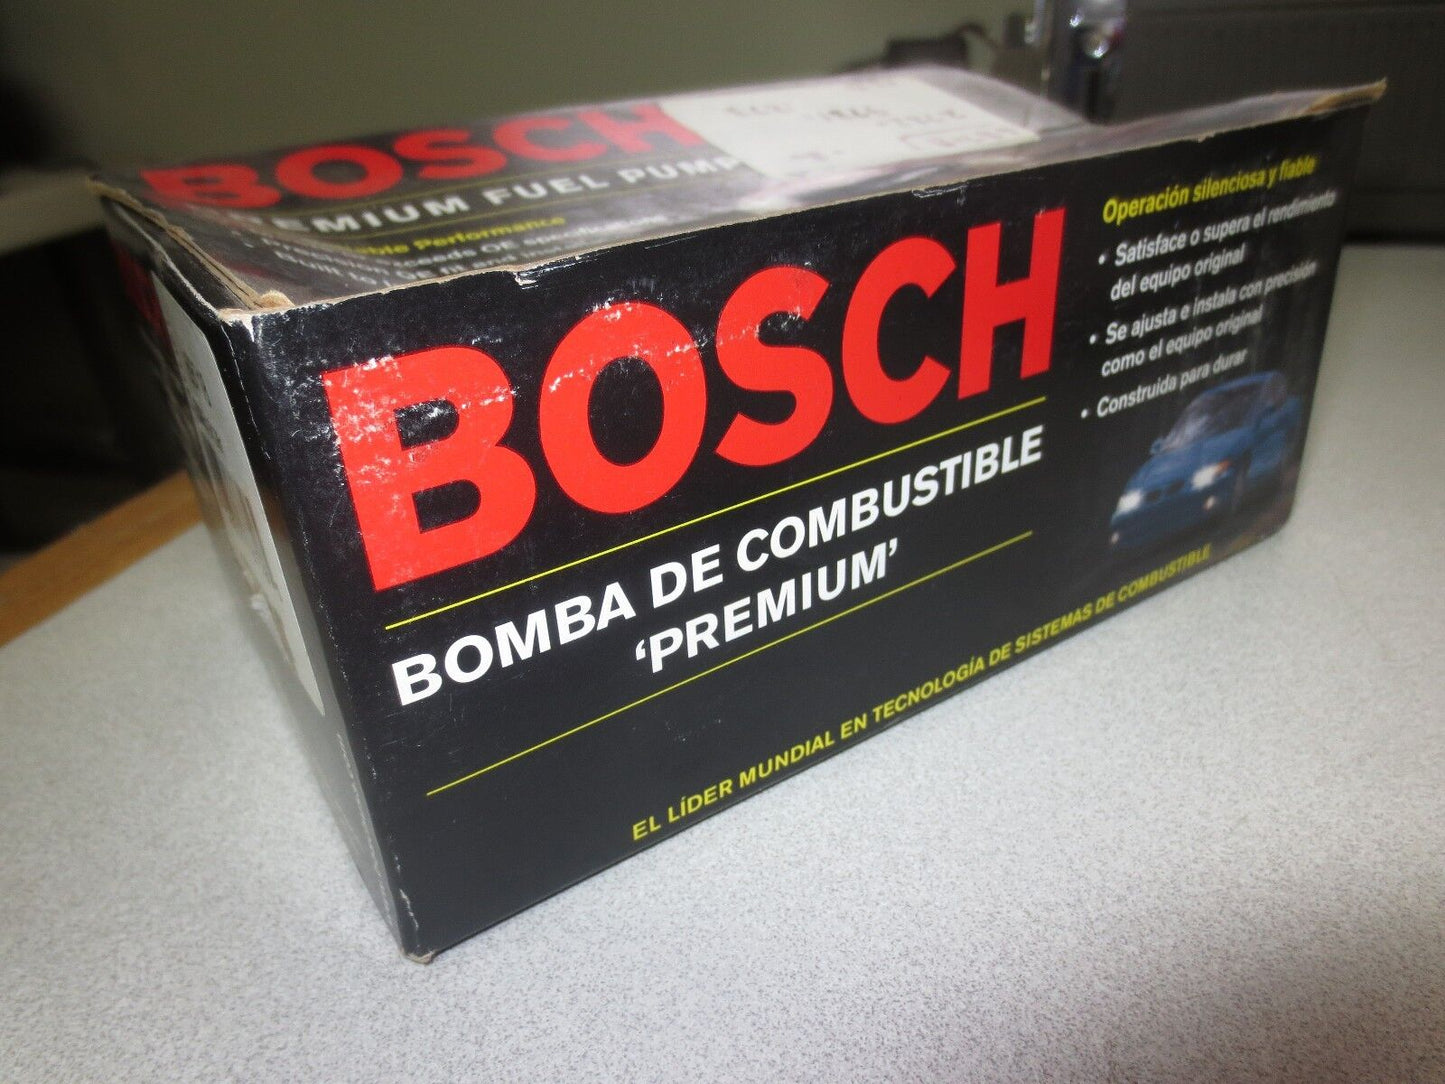 BOSCH
PREMIUM FUEL PUMP
Performance
BOSCH
BOMBA DE COMBUSTIBLE
‘PREMIUM’
EL LÍDER MUNDIAL EN TECNOLOGÍA DE SISTEMAS DE COMBUSTIBLE
Operación silenciosa y fiable
• Satisface o supera el rendimiento
del equipo original
• Se ajusta e instala con precisión
como el equipo original
• Construida para durar